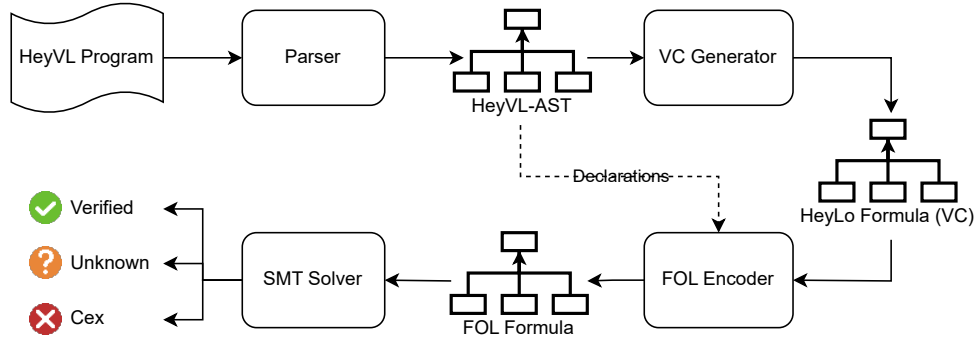 HeyVL Program
Parser
HeyVL-AST
VC Generator
HeyLo Formula (VC)
Declarations
Verified
Unknown
Cex
SMT Solver
FOL Formula
FOL Encoder